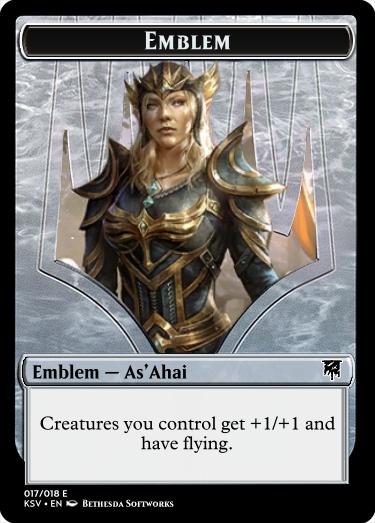 EMBLEM
Emblem — As'Ahai
Creatures you control get +1/+1 and
have flying.
017/018 E
KSV • EN BETHESDA SOFTWORKS